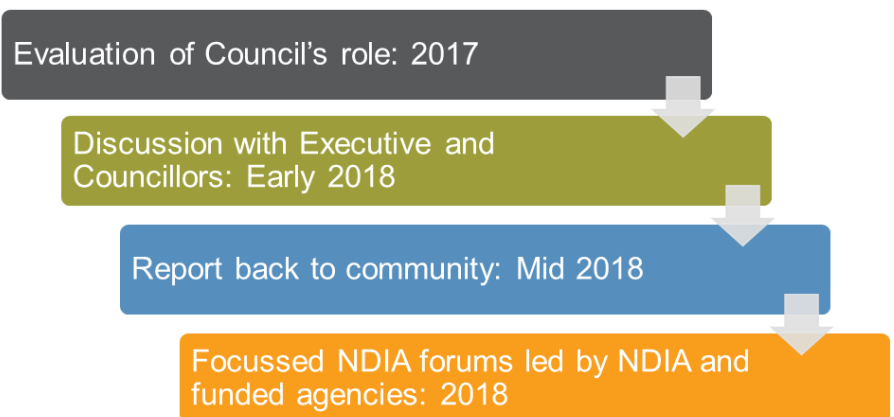 Evaluation of Council’s role: 2017
Discussion with Executive and
Councillors: Early 2018
Report back to community: Mid 2018
Focussed NDIA forums led by NDIA and
funded agencies: 2018